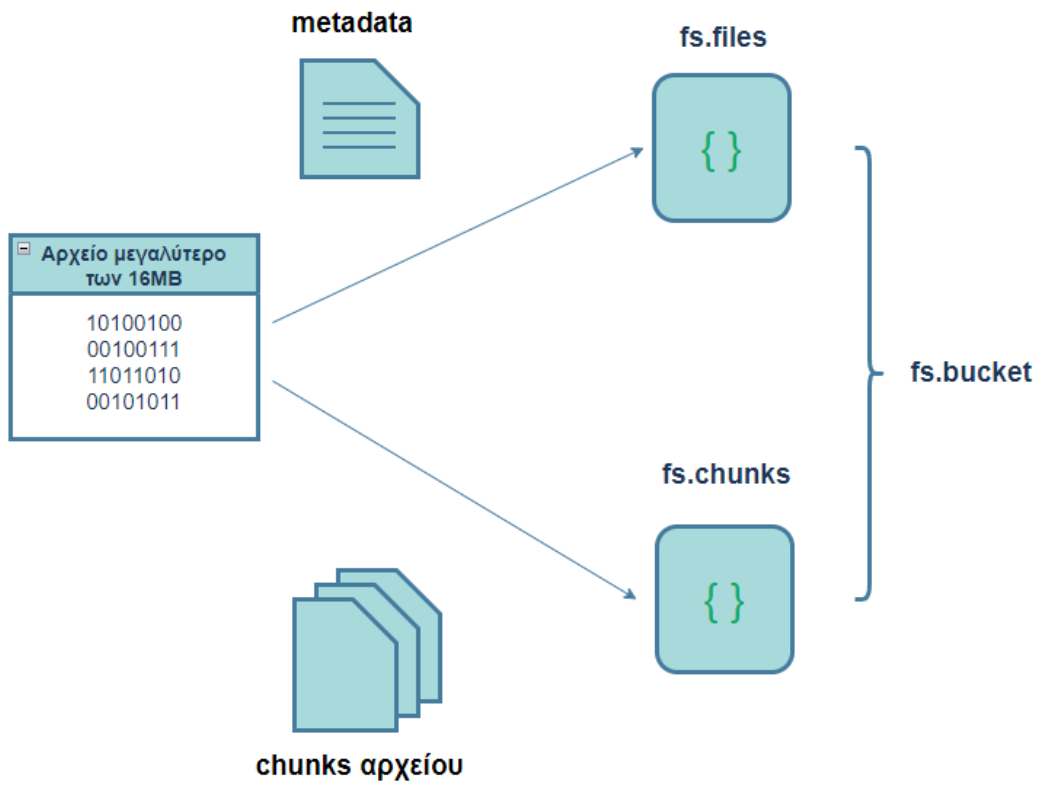 metadata
fs.files
{ }
Αρχείο μεγαλύτερο
των 16MB
10100100
00100111
11011010
00101011
fs.bucket
fs.chunks
{ }
chunks αρχείου